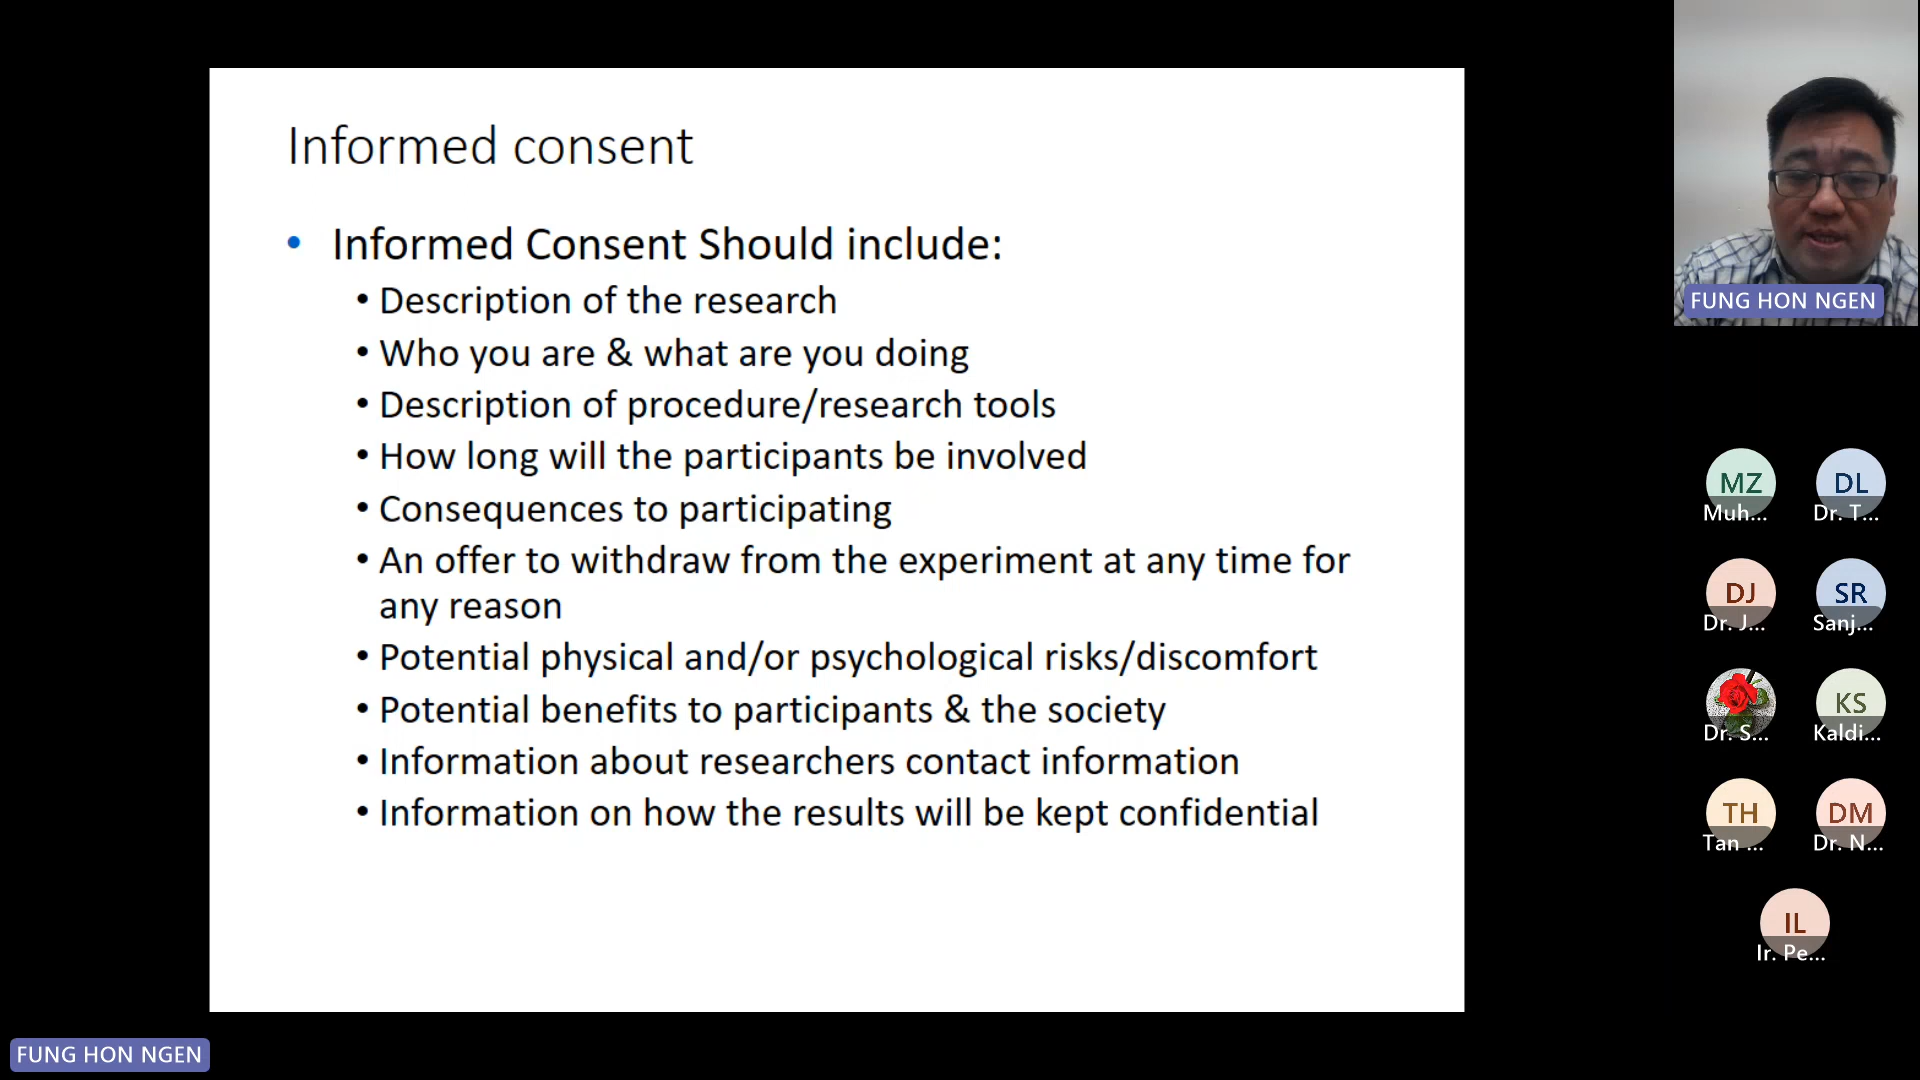 Informed consent
• Informed Consent Should include:
• Description of the research
• Who you are & what are you doing
• Description of procedure/research tools
• How long will the participants be involved
• Consequences to participating
• An offer to withdraw from the experiment at any time for
any reason
• Potential physical and/or psychological risks/discomfort
• Potential benefits to participants & the society
• Information about researchers contact information
• Information on how the results will be kept confidential
FUNG HON NGEN
MZ
Muh...
DL
Dr. T...
DJ
Dr. J...
SR
Sanj...
Dr. S...
KS
Kaldi...
TH
Tan ...
DM
Dr. N...
IL
Ir. Pe...
FUNG HON NGEN